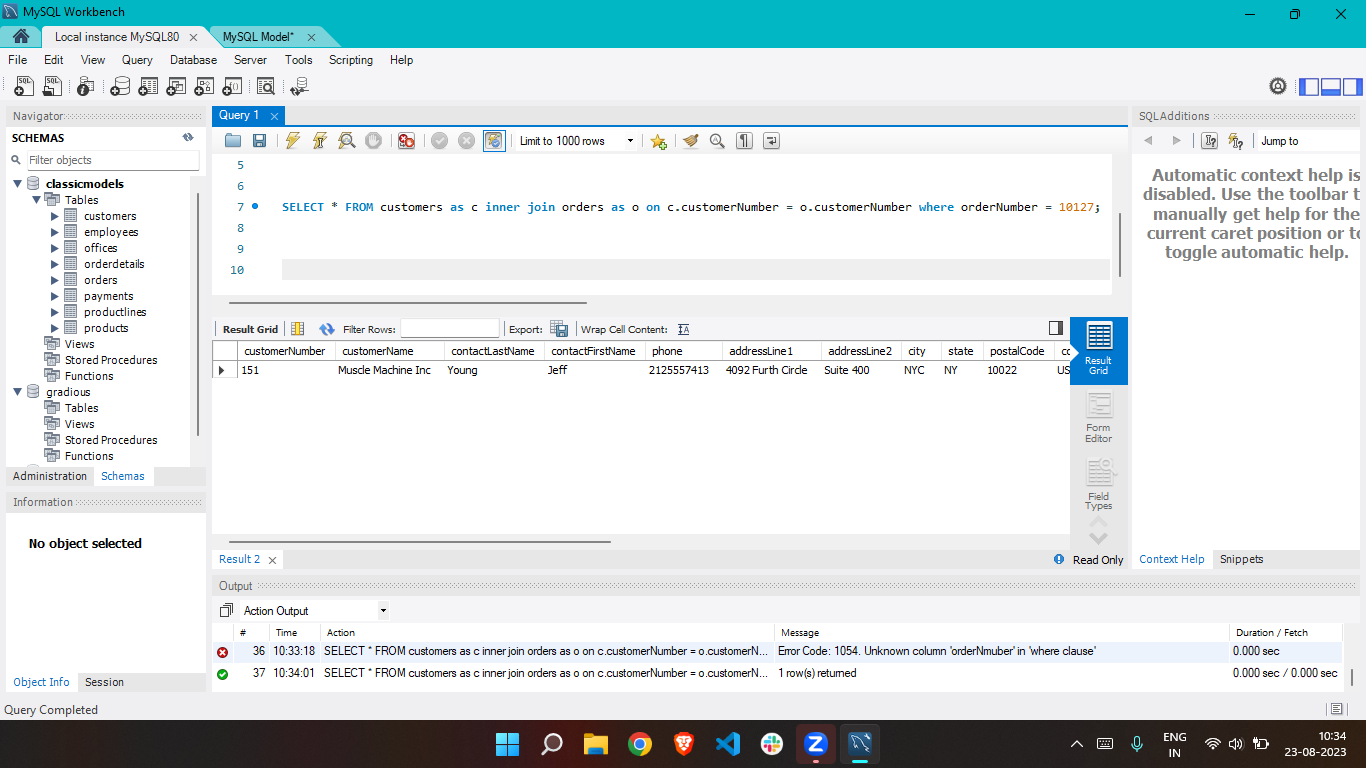 MySQL Workbench
Local instance MySQL80
MySQL Model*
File Edit View Query Database Server Tools Scripting Help
Navigator
SCHEMAS
Filter objects
classicmodels
Tables
customers
employees
offices
orderdetails
orders
payments
productlines
products
Views
Stored Procedures
Functions
gradious
Tables
Views
Stored Procedures
Functions
Administration Schemas
Information
No object selected
Object Info Session
Query 1
Limit to 1000 rows
5
6
7 SELECT * FROM customers as c inner join orders as o on c.customerNumber = o.customerNumber where orderNumber = 10127;
8
9
10
Result Grid Filter Rows: Export: Wrap Cell Content:
customerNumber customerName contactLastName contactFirstName phone addressLine1 addressLine2 city state postalCode co
151 Muscle Machine Inc Young Jeff 2125557413 4092 Furth Circle Suite 400 NYC NY 10022 US
Result
Grid
Form
Editor
Field
Types
Result 2
Read Only
SQLAdditions
Jump to
Automatic context help is
disabled. Use the toolbar t
manually get help for the
current caret position or to
toggle automatic help.
Context Help Snippets
Output
Action Output
# Time Action Message Duration / Fetch
36 10:33:18 SELECT * FROM customers as c inner join orders as o on c.customerNumber = o.customerN... Error Code: 1054. Unknown column 'orderNmuber' in 'where clause' 0.000 sec
37 10:34:01 SELECT * FROM customers as c inner join orders as o on c.customerNumber = o.customerN... 1 row(s) returned 0.000 sec / 0.000 sec
Query Completed
ENG
IN
10:34
23-08-2023